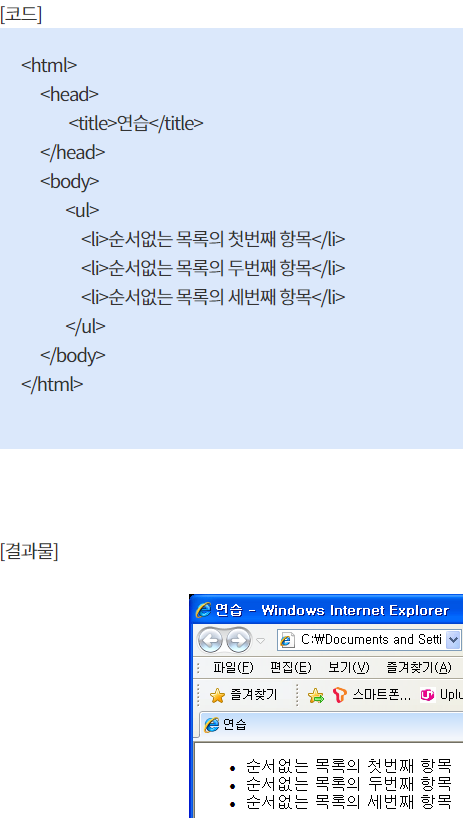 [코드]
<html>
<head>
<title>연습</title>
</head>
<body>
<ul>
<li>순서없는 목록의 첫번째 항목</li>
<li>순서없는 목록의 두번째 항목</li>
<li>순서없는 목록의 세번째 항목</li>
</ul>
</body>
</html>
[결과물]
연습 - Windows Internet Explorer
C:₩Documents and Setti
파일(F) 편집(E) 보기(V) 즐겨찾기(A)
즐겨찾기 스마트폰... Uplu
연습
• 순서없는 목록의 첫번째 항목
• 순서없는 목록의 두번째 항목
• 순서없는 목록의 세번째 항목